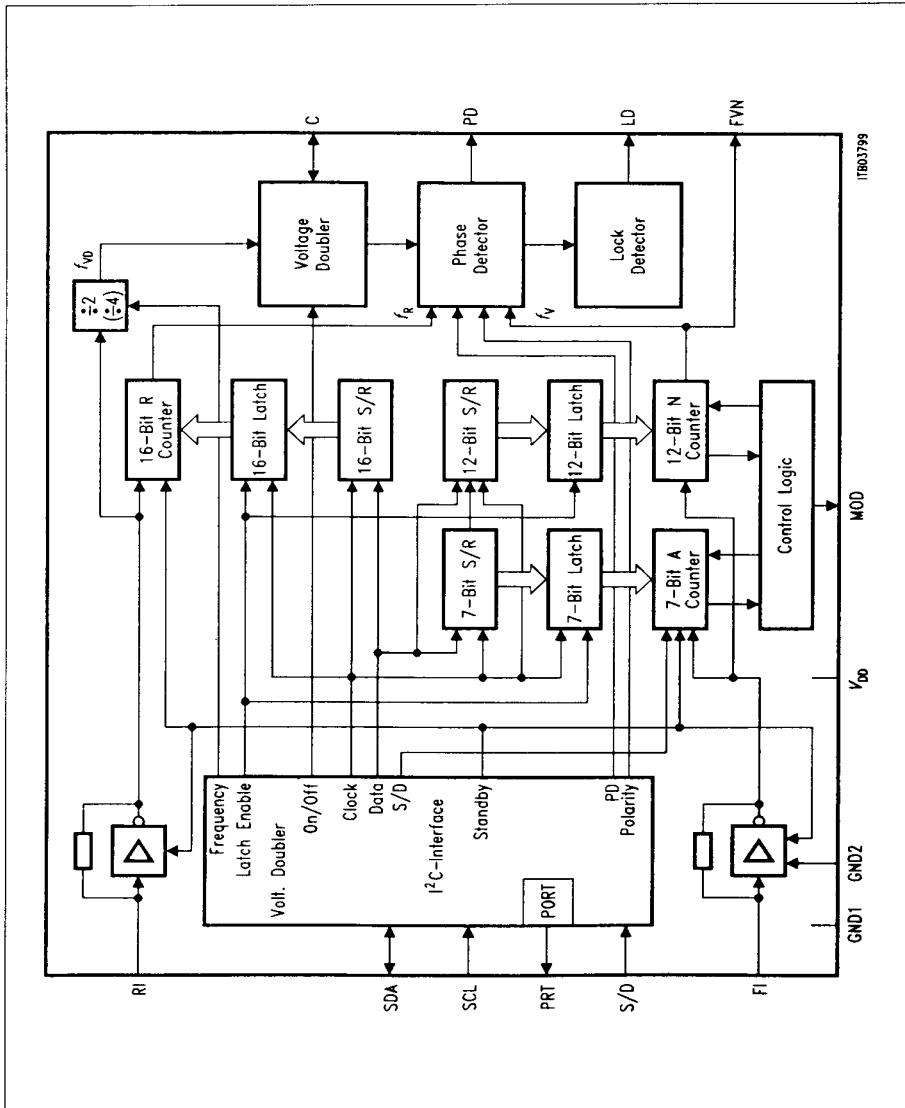 RI
SDA
SCL
PRT
S/D
FI
GND1
GND2
V_DD
MOD
C
PD
LD
FVN
ITB03799
Frequency
Latch Enable
Volt. Doubler
On/Off
Clock
Data
S/D
I²C-Interface
Standby
PORT
PD
Polarity
÷2
(÷4)
f_VD
16-Bit R
Counter
16-Bit Latch
16-Bit S/R
7-Bit S/R
7-Bit Latch
7-Bit A
Counter
12-Bit S/R
12-Bit Latch
12-Bit N
Counter
Control Logic
Voltage
Doubler
f_R
Phase
Detector
f_V
Lock
Detector